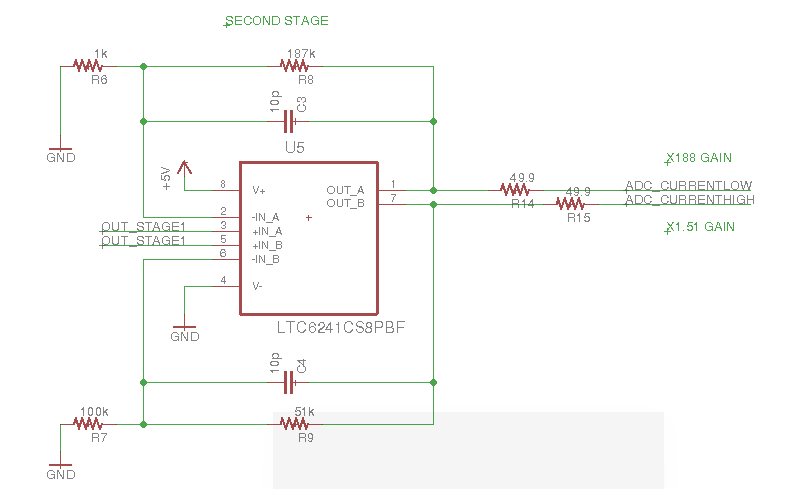 SECOND STAGE
1k
187k
R6
R8
10p
C3
GND
U5
X188 GAIN
+5V
8
V+
OUT_A
1
49.9
ADC_CURRENTLOW
R14
OUT_B
7
49.9
ADC_CURRENTHIGH
R15
2
-IN_A
OUT_STAGE1
3
+IN_A
X1.51 GAIN
OUT_STAGE1
5
+IN_B
6
-IN_B
4
V-
GND
LTC6241CS8PBF
10p
C4
100k
51k
R7
R9
GND